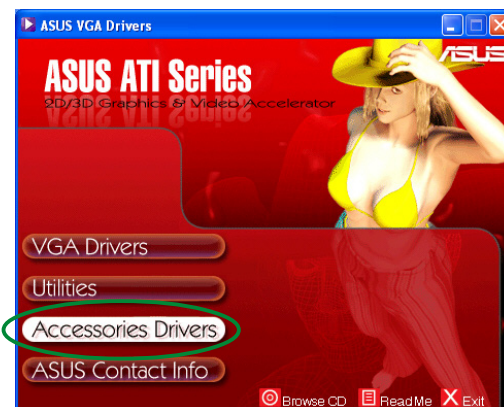 ASUS VGA Drivers
ASUS
ASUS ATI Series
2D/3D Graphics & Video Accelerator
VGA Drivers
Utilities
Accessories Drivers
ASUS Contact Info
Browse CD
ReadMe
Exit